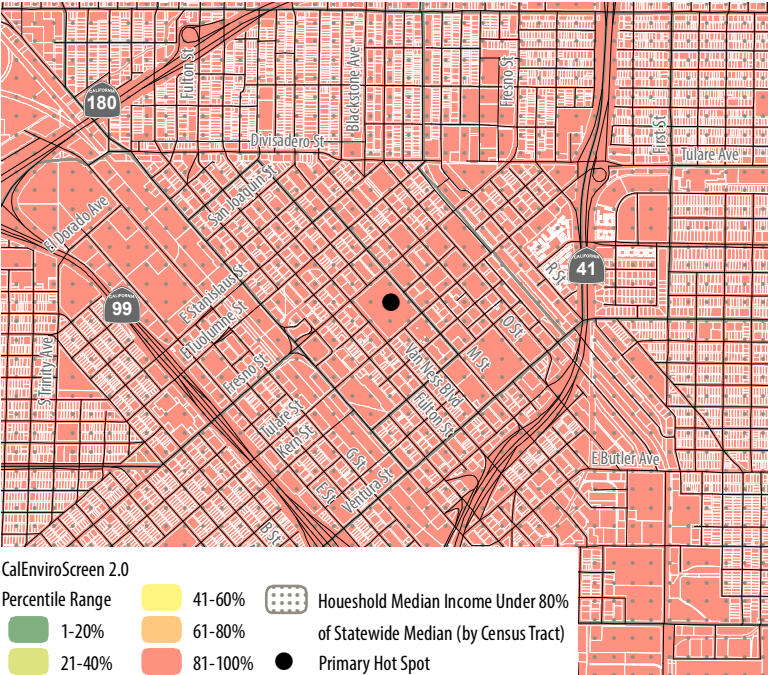 Fulton St
Blackstone Ave
Fresno St
First St
CALIFORNIA
180
Divisadero St
Tulare Ave
San Joaquin St
El Dorado Ave
R St
CALIFORNIA
41
E Stanislaus St
CALIFORNIA
99
E Tuolumne St
O St
S Trinity Ave
Fresno St
Van Ness Blvd
M St
Tulare St
Fulton St
Kern St
G St
E Butler Ave
E St
Ventura St
B St
CalEnviroScreen 2.0
Percentile Range
1-20%
21-40%
41-60%
61-80%
81-100%
Houeshold Median Income Under 80%
of Statewide Median (by Census Tract)
Primary Hot Spot